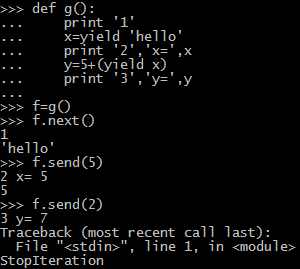 >>> def g():
...     print '1'
...     x=yield 'hello'
...     print '2','x=',x
...     y=5+(yield x)
...     print '3','y=',y
...
>>> f=g()
>>> f.next()
1
'hello'
>>> f.send(5)
2 x= 5
5
>>> f.send(2)
3 y= 7
Traceback (most recent call last):
  File "<stdin>", line 1, in <module>
StopIteration